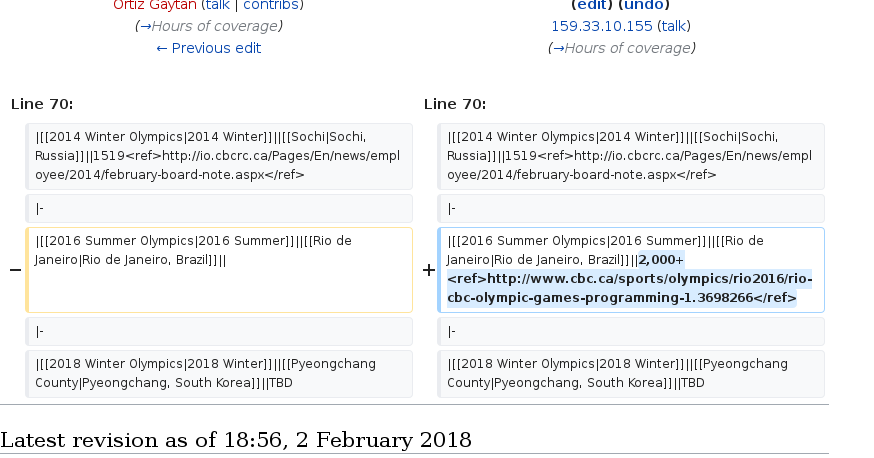 Ortiz Gaytan (talk | contribs)
(edit) (undo)
(→Hours of coverage)
159.33.10.155 (talk)
← Previous edit
(→Hours of coverage)
Line 70:
Line 70:
|[[2014 Winter Olympics|2014 Winter]]||[[Sochi|Sochi,
Russia]]||1519<ref>http://io.cbcrc.ca/Pages/En/news/empl
oyee/2014/february-board-note.aspx</ref>
|[[2014 Winter Olympics|2014 Winter]]||[[Sochi|Sochi,
Russia]]||1519<ref>http://io.cbcrc.ca/Pages/En/news/empl
oyee/2014/february-board-note.aspx</ref>
|-
|-
−
|[[2016 Summer Olympics|2016 Summer]]||[[Rio de
Janeiro|Rio de Janeiro, Brazil]]||
+
|[[2016 Summer Olympics|2016 Summer]]||[[Rio de
Janeiro|Rio de Janeiro, Brazil]]||2,000+
<ref>http://www.cbc.ca/sports/olympics/rio2016/rio-
cbc-olympic-games-programming-1.3698266</ref>
|-
|-
|[[2018 Winter Olympics|2018 Winter]]||[[Pyeongchang
County|Pyeongchang, South Korea]]||TBD
|[[2018 Winter Olympics|2018 Winter]]||[[Pyeongchang
County|Pyeongchang, South Korea]]||TBD
Latest revision as of 18:56, 2 February 2018